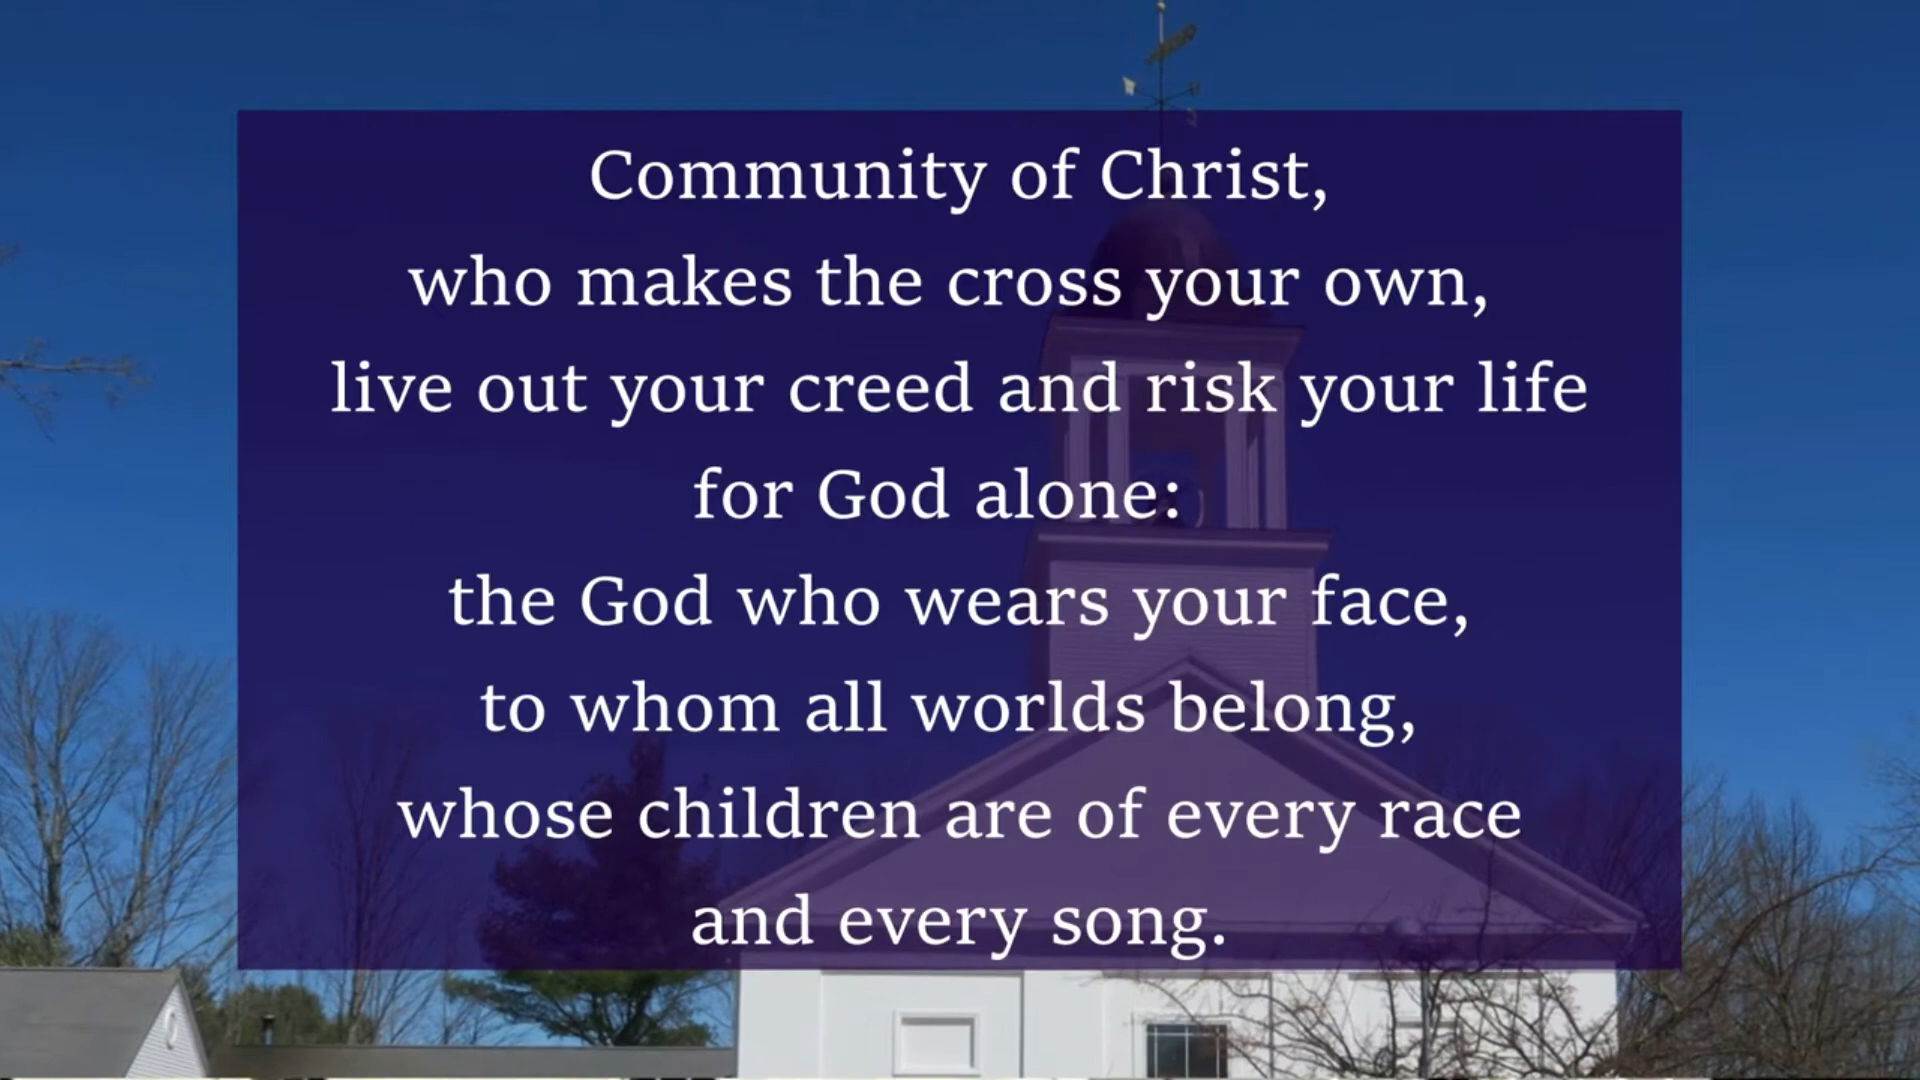 Community of Christ,
who makes the cross your own,
live out your creed and risk your life
for God alone:
the God who wears your face,
to whom all worlds belong,
whose children are of every race
and every song.